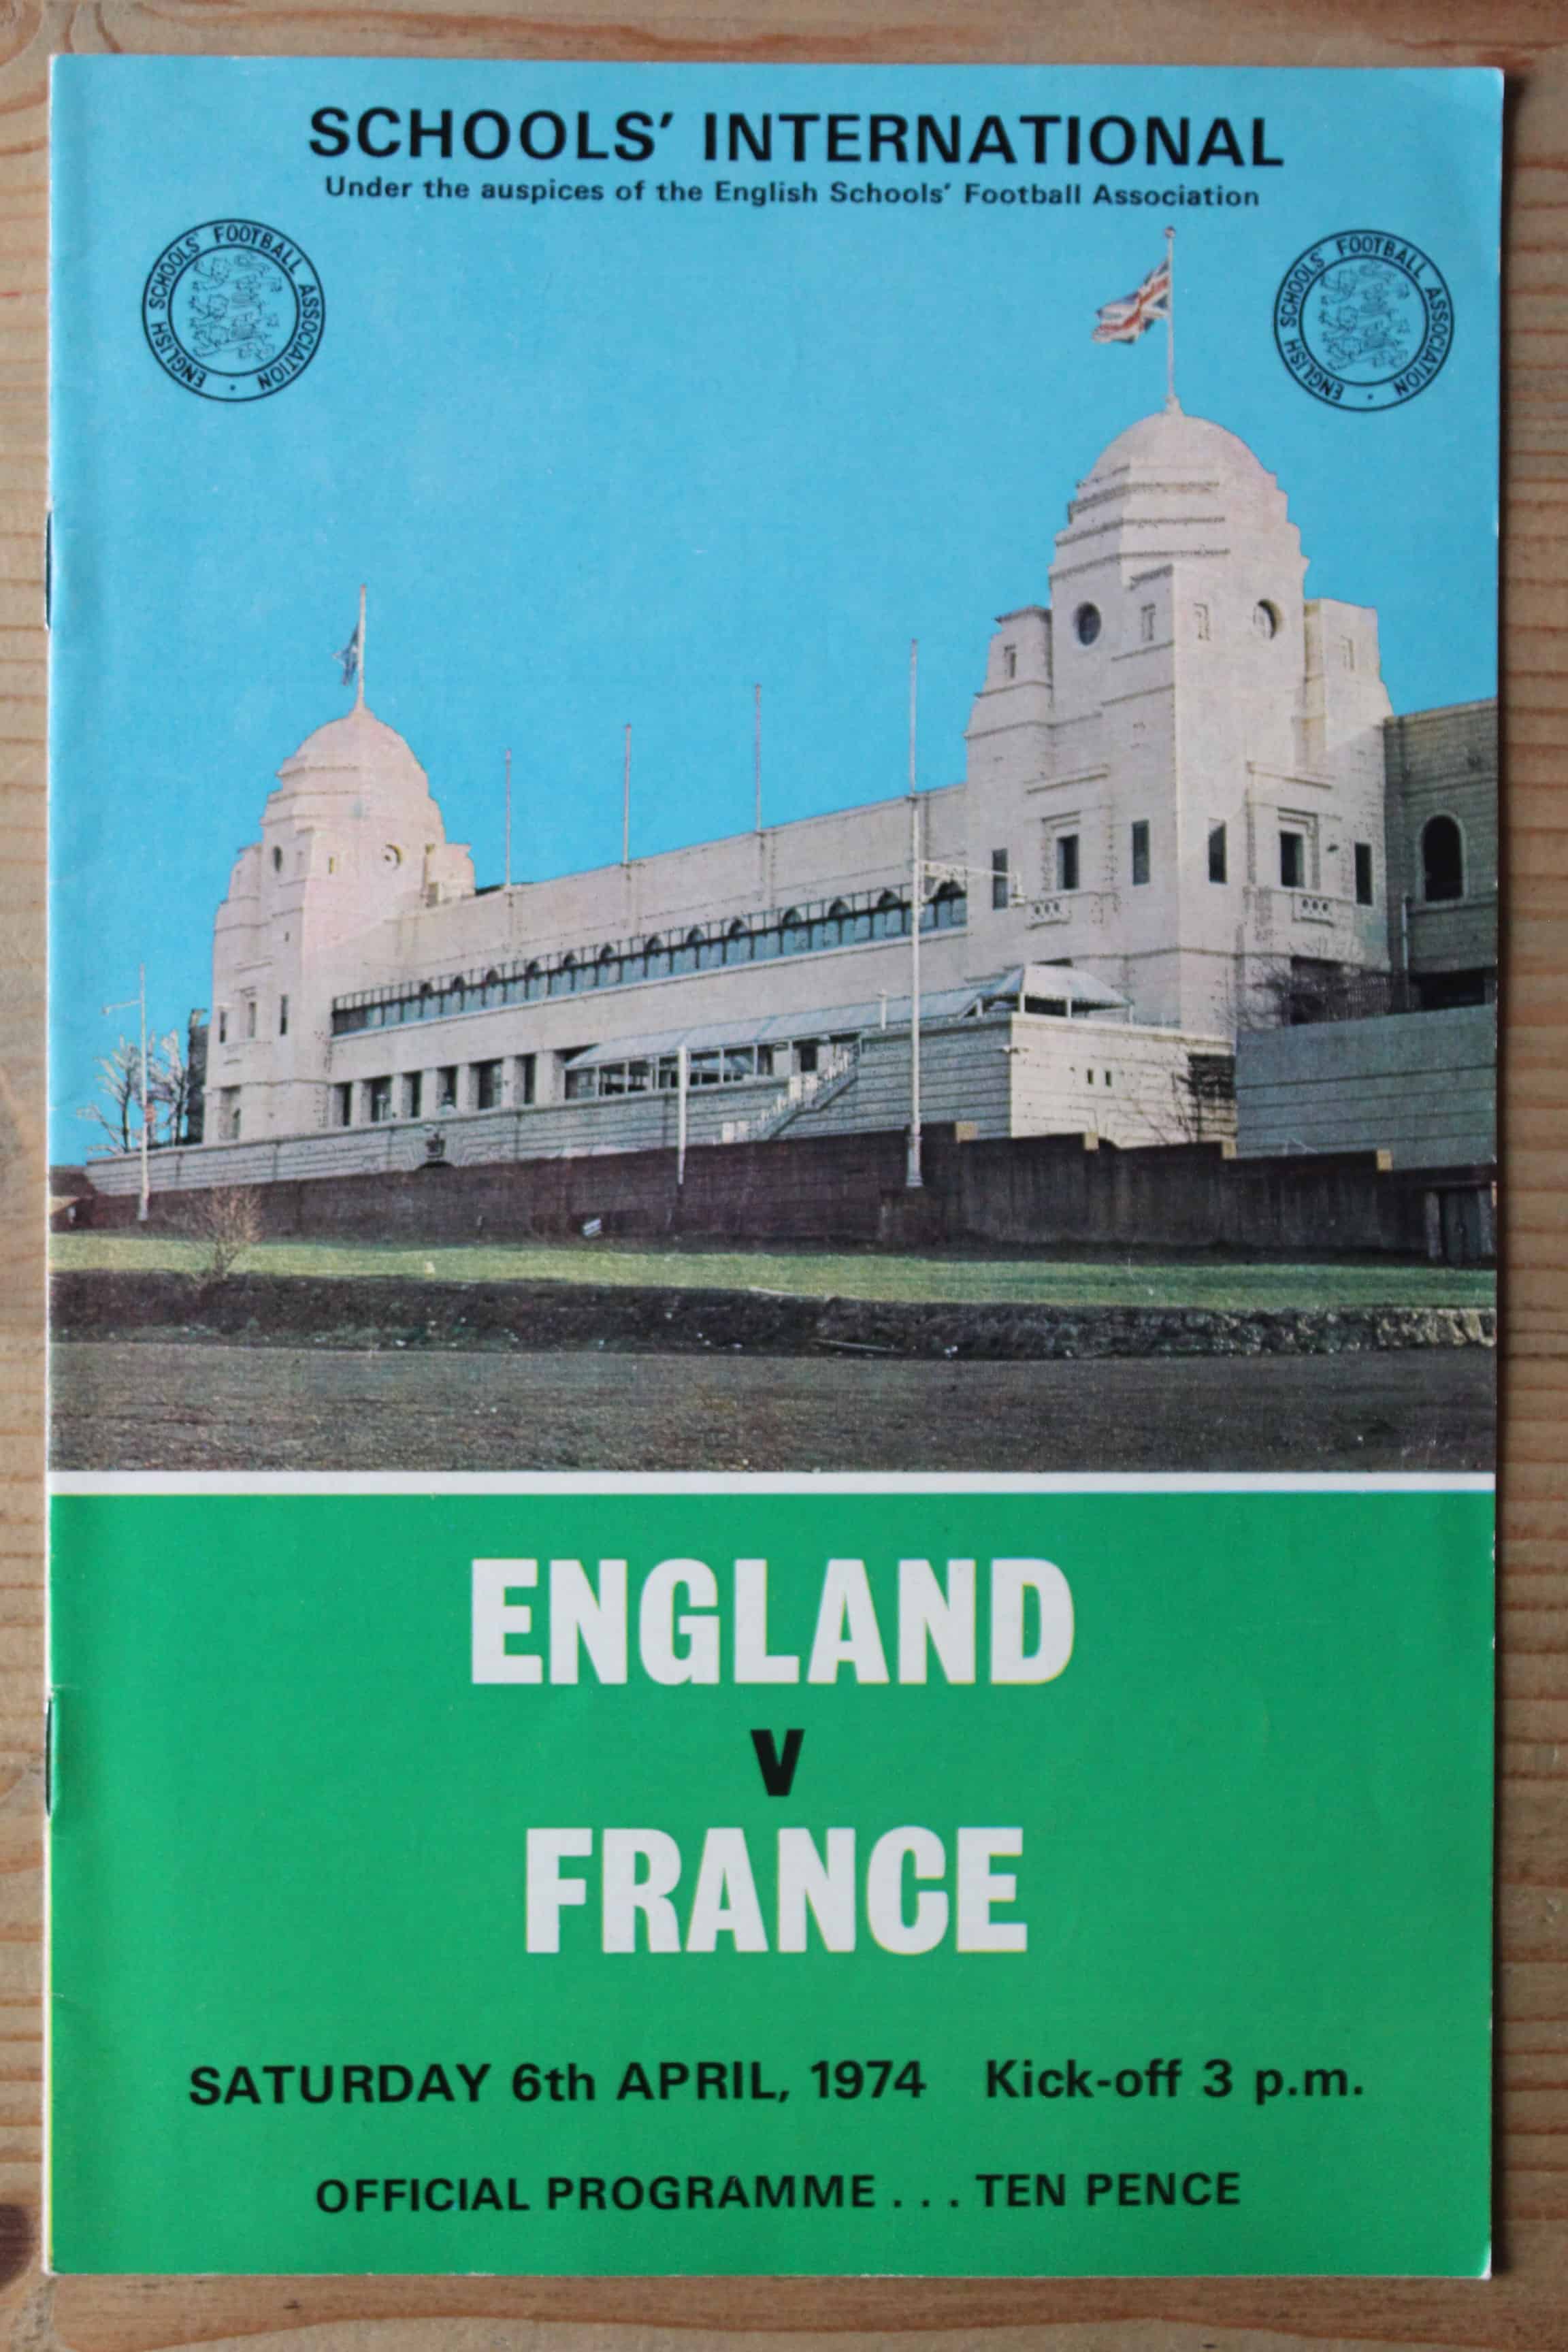 SCHOOLS' INTERNATIONAL
Under the auspices of the English Schools' Football Association
ENGLISH SCHOOLS' FOOTBALL ASSOCIATION
ENGLISH SCHOOLS' FOOTBALL ASSOCIATION
ENGLAND
V
FRANCE
SATURDAY 6th APRIL, 1974 Kick-off 3 p.m.
OFFICIAL PROGRAMME . . . TEN PENCE